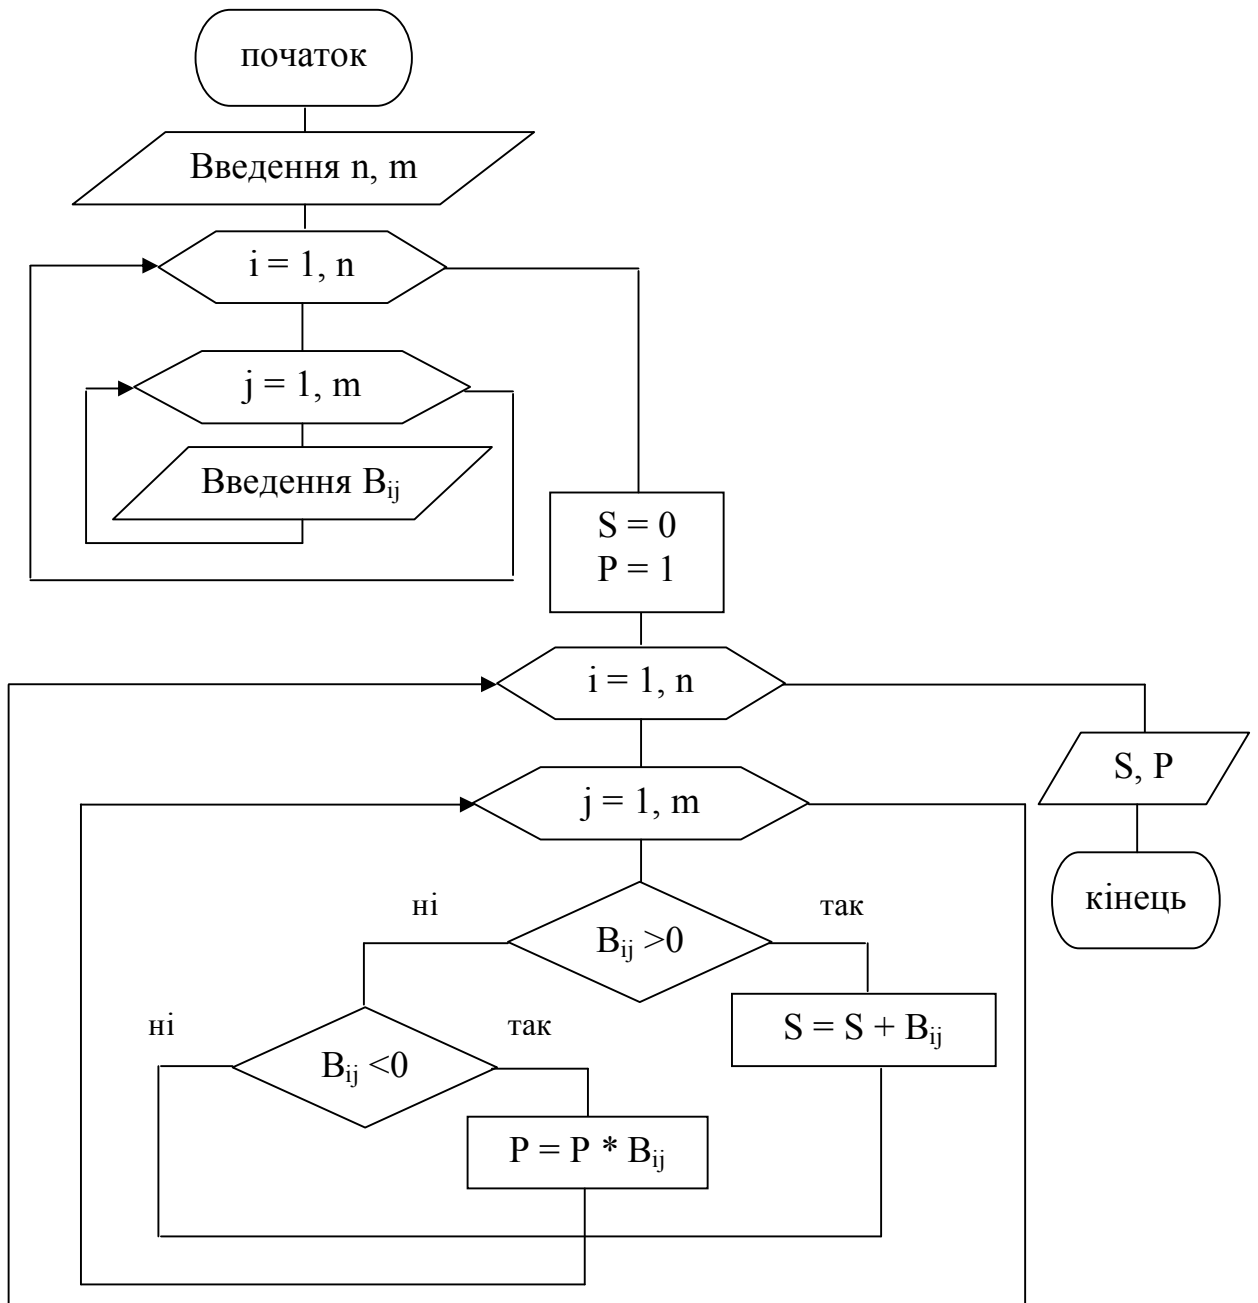 початок
Введення n, m
i = 1, n
j = 1, m
Введення Bij
S = 0
P = 1
i = 1, n
S, P
j = 1, m
кінець
ні
так
Bij >0
S = S + Bij
ні
так
Bij <0
P = P * Bij